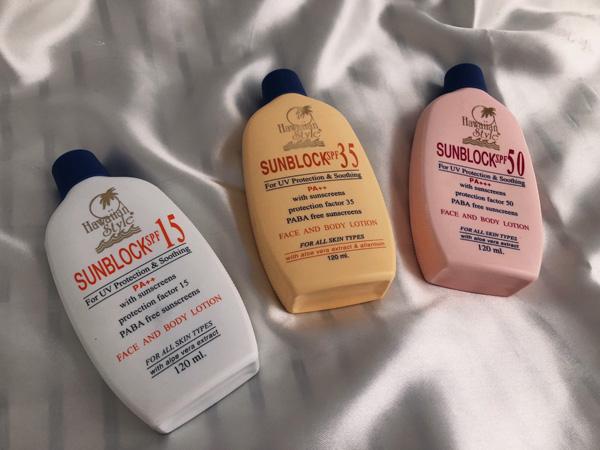 Hawaiian
Style
SUNBLOCK SPF 15
For UV Protection & Soothing
PA++
with sunscreens
protection factor 15
PABA free sunscreens
FACE AND BODY LOTION
FOR ALL SKIN TYPES
with aloe vera extract
120 ml.
Hawaiian
Style
SUNBLOCK SPF 35
For UV Protection & Soothing
PA++
with sunscreens
protection factor 35
PABA free sunscreens
FACE AND BODY LOTION
FOR ALL SKIN TYPES
with aloe vera extract & allantoin
120 ml.
Hawaiian
Style
SUNBLOCK SPF 50
For UV Protection & Soothing
PA+++
with sunscreens
protection factor 50
PABA free sunscreens
FACE AND BODY LOTION
FOR ALL SKIN TYPES
with aloe vera extract & allantoin
120 ml.